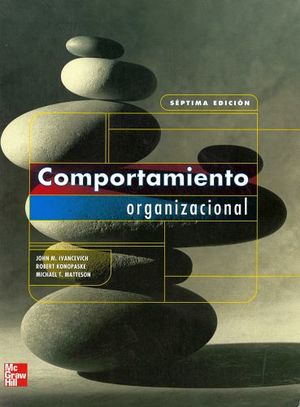 SÉPTIMA EDICIÓN
Comportamiento
organizacional
JOHN M. IVANCEVICH
ROBERT KONOPASKE
MICHAEL T. MATTESON
Mc
Graw
Hill